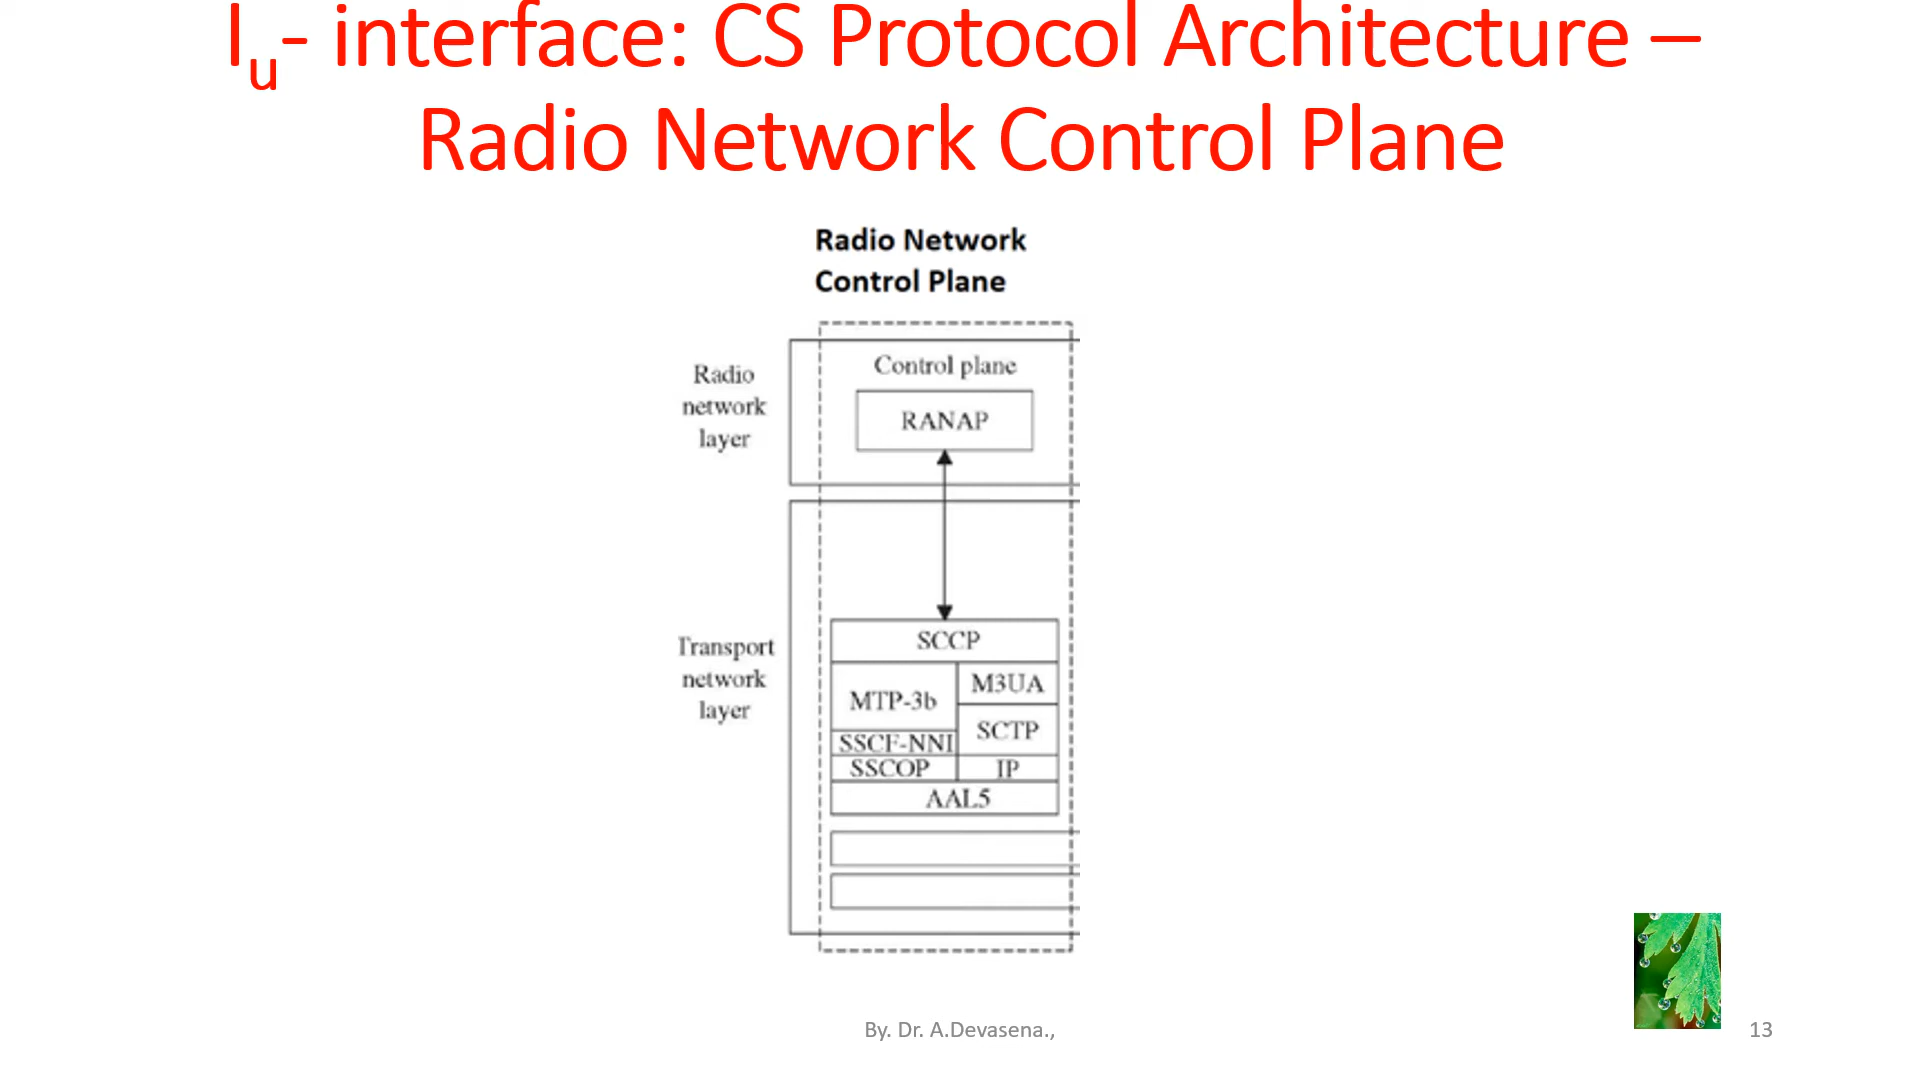 Iu- interface: CS Protocol Architecture –
Radio Network Control Plane
Radio Network
Control Plane
Control plane
Radio
network
layer
RANAP
Transport
network
layer
SCCP
MTP-3b
M3UA
SCTP
SSCF-NNI
SSCOP
IP
AAL5
By. Dr. A.Devasena.,
13